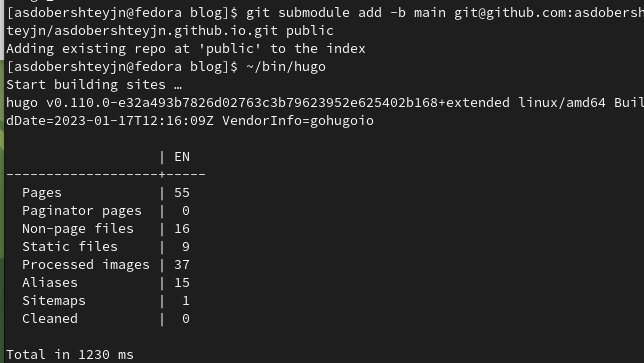 [asdobershteyjn@fedora blog]$ git submodule add -b main git@github.com:asdobersh
teyjn/asdobershteyjn.github.io.git public
Adding existing repo at 'public' to the index
[asdobershteyjn@fedora blog]$ ~/bin/hugo
Start building sites …
hugo v0.110.0-e32a493b7826d02763c3b79623952e625402b168+extended linux/amd64 Buil
dDate=2023-01-17T12:16:09Z VendorInfo=gohugoio
                   | EN
-------------------+-----
  Pages            | 55
  Paginator pages  |  0
  Non-page files   | 16
  Static files     |  9
  Processed images | 37
  Aliases          | 15
  Sitemaps         |  1
  Cleaned          |  0
Total in 1230 ms